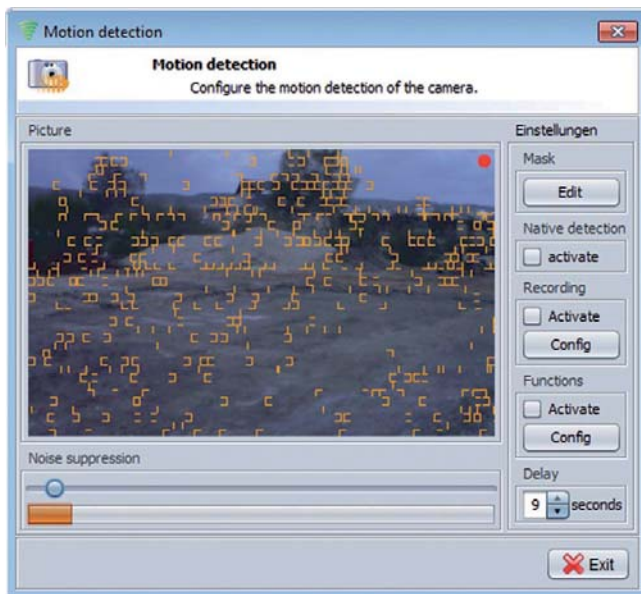 Motion detection
Motion detection
Configure the motion detection of the camera.
Picture
Einstellungen
Mask
Edit
Native detection
activate
Recording
Activate
Config
Functions
Activate
Config
Noise suppression
Delay
9 seconds
Exit